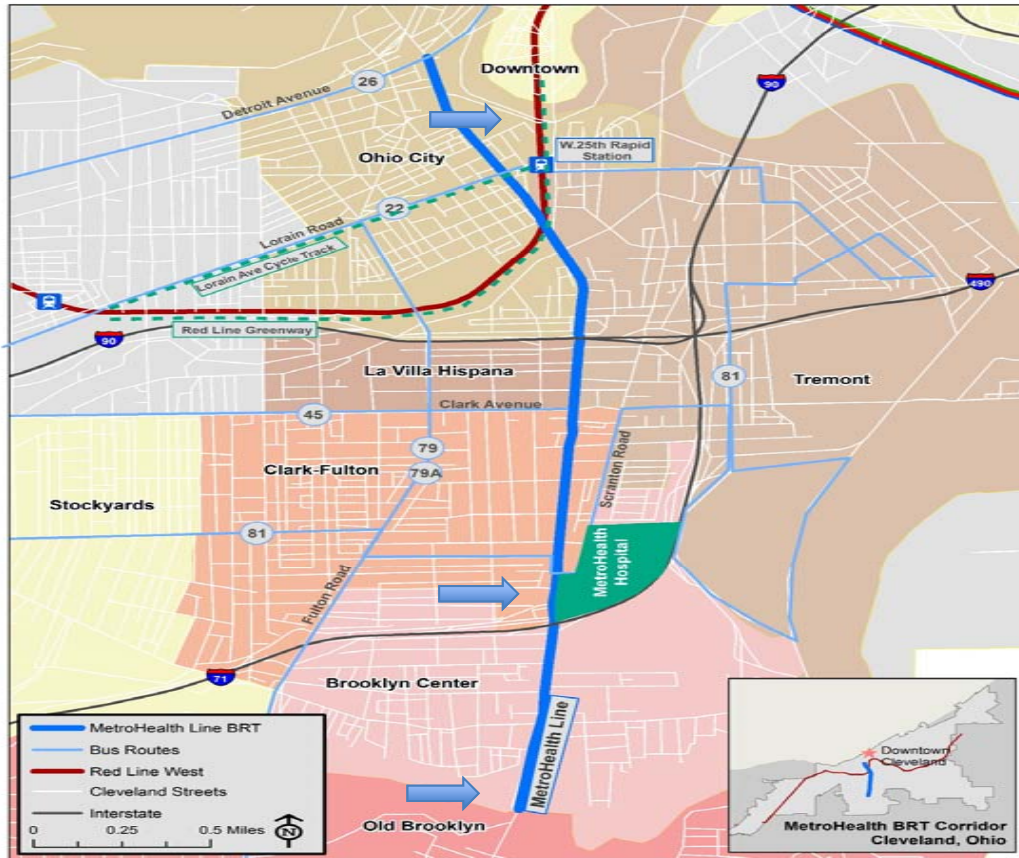 Downtown
90
26
Detroit Avenue
Ohio City
W.25th Rapid
Station
22
Lorain Road
Lorain Ave Cycle Track
490
Red Line Greenway
90
La Villa Hispana
81
Tremont
Clark Avenue
45
79
79A
Clark-Fulton
Scranton Road
Stockyards
81
MetroHealth
Hospital
Fulton Road
71
Brooklyn Center
MetroHealth Line
Old Brooklyn
MetroHealth Line BRT
Bus Routes
Red Line West
Cleveland Streets
Interstate
0 0.25 0.5 Miles
N
Downtown
Cleveland
MetroHealth BRT Corridor
Cleveland, Ohio